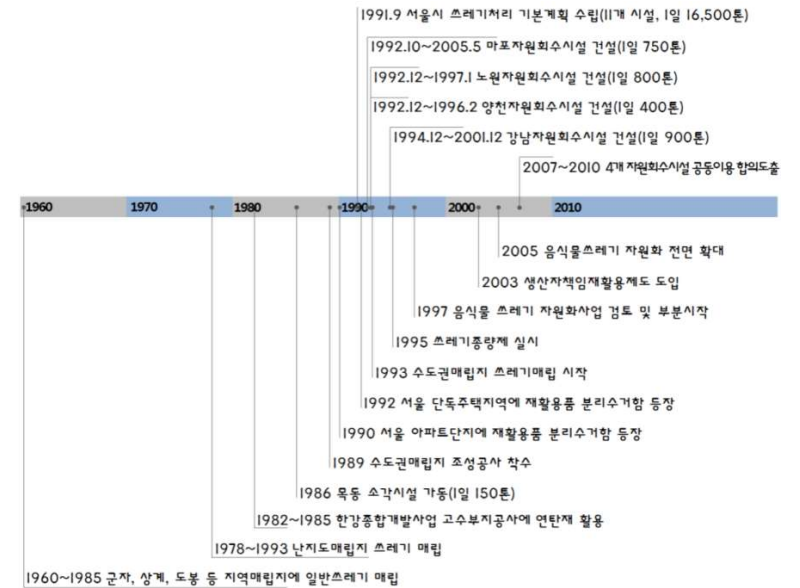 1991.9 서울시 쓰레기처리 기본계획 수립(11개 시설, 1일 16,500톤)
1992.10~2005.5 마포자원회수시설 건설(1일 750톤)
1992.12~1997.1 노원자원회수시설 건설(1일 800톤)
1992.12~1996.2 양천자원회수시설 건설(1일 400톤)
1994.12~2001.12 강남자원회수시설 건설(1일 900톤)
2007~2010 4개 자원회수시설 공동이용 합의도출
1960 1970 1980 1990 2000 2010
2005 음식물쓰레기 자원화 전면 확대
2003 생산자책임재활용제도 도입
1997 음식물 쓰레기 자원화사업 검토 및 부분시작
1995 쓰레기종량제 실시
1993 수도권매립지 쓰레기매립 시작
1992 서울 단독주택지역에 재활용품 분리수거함 등장
1990 서울 아파트단지에 재활용품 분리수거함 등장
1989 수도권매립지 조성공사 착수
1986 목동 소각시설 가동(1일 150톤)
1982~1985 한강종합개발사업 고수부지공사에 연탄재 활용
1978~1993 난지도매립지 쓰레기 매립
1960~1985 군자, 상계, 도봉 등 지역매립지에 일반쓰레기 매립